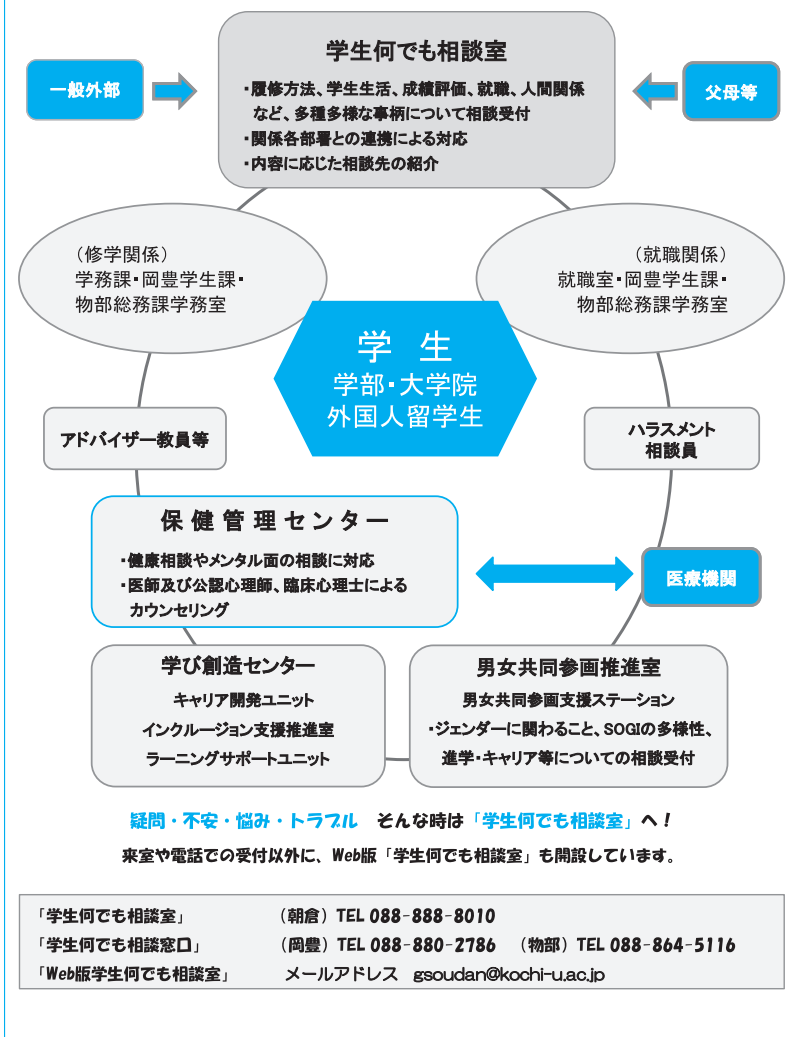 学生何でも相談室
・履修方法、学生生活、成績評価、就職、人間関係
など、多種多様な事柄について相談受付
・関係各部署との連携による対応
・内容に応じた相談先の紹介
一般外部
父母等
（修学関係）
学務課・岡豊学生課・
物部総務課学務室
（就職関係）
就職室・岡豊学生課・
物部総務課学務室
学　生
学部・大学院
外国人留学生
アドバイザー教員等
ハラスメント
相談員
保健管理センター
・健康相談やメンタル面の相談に対応
・医師及び公認心理師、臨床心理士による
カウンセリング
医療機関
学び創造センター
キャリア開発ユニット
インクルージョン支援推進室
ラーニングサポートユニット
男女共同参画推進室
男女共同参画支援ステーション
・ジェンダーに関わること、SOGIの多様性、
進学・キャリア等についての相談受付
疑問・不安・悩み・トラブル　そんな時は「学生何でも相談室」へ！
来室や電話での受付以外に、Web版「学生何でも相談室」も開設しています。
「学生何でも相談室」　（朝倉）TEL 088-888-8010
「学生何でも相談窓口」　（岡豊）TEL 088-880-2786　（物部）TEL 088-864-5116
「Web版学生何でも相談室」　メールアドレス　gsoudan@kochi-u.ac.jp